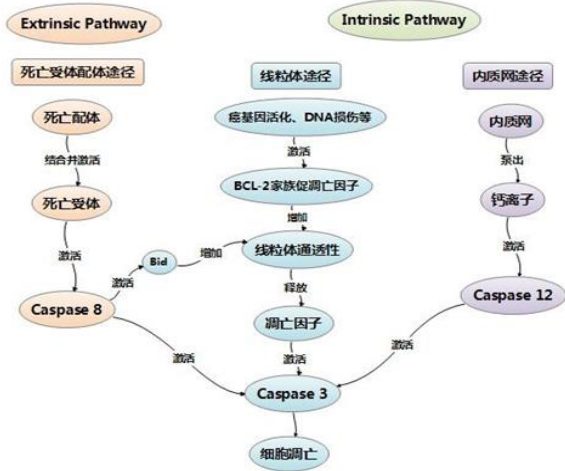 Extrinsic Pathway
Intrinsic Pathway
死亡受体配体途径
线粒体途径
内质网途径
死亡配体
癌基因活化、DNA损伤等
内质网
结合并激活
激活
泵出
死亡受体
BCL-2家族促凋亡因子
钙离子
激活
增加
激活
Bid
增加
线粒体通透性
激活
释放
Caspase 8
Caspase 12
凋亡因子
激活
激活
激活
Caspase 3
细胞凋亡